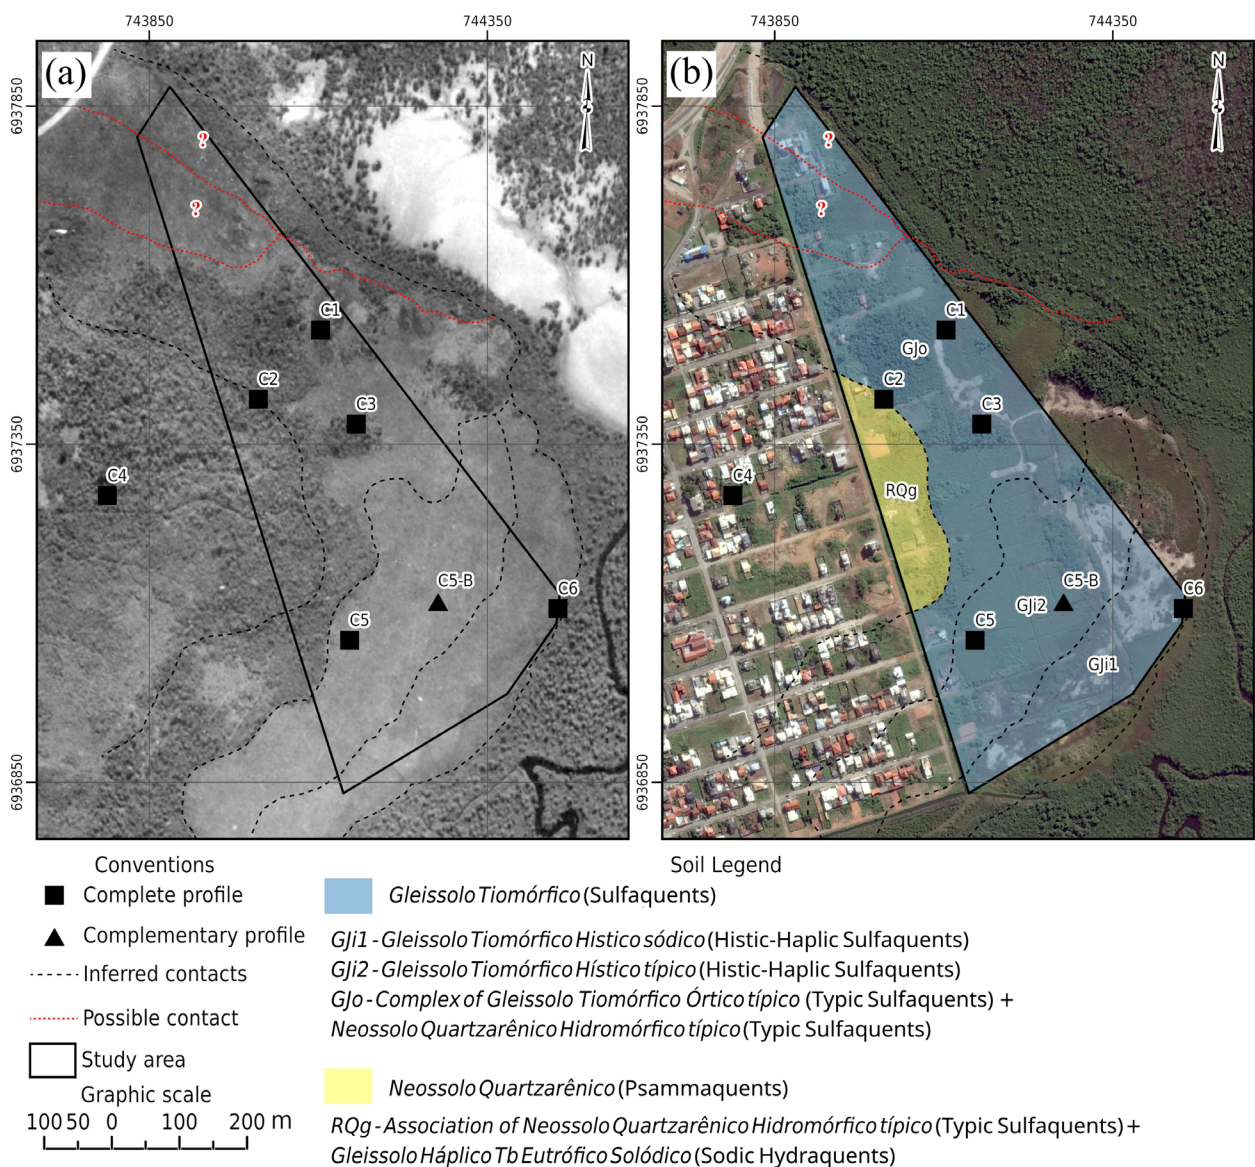 743850
744350
743850
744350
(a)
N
(b)
N
6937850
6937850
?
?
?
?
C1
C1
GJo
C2
C2
C3
C3
6937350
6937350
C4
C4
RQg
C5-B
C6
C5-B
C6
GJi2
C5
C5
GJi1
6936850
6936850
Conventions
Complete profile
Complementary profile
Inferred contacts
Possible contact
Study area
Graphic scale
100 50 0 100 200 m
Soil Legend
Gleissolo Tiomórfico (Sulfaquents)
GJi1 - Gleissolo Tiomórfico Histico sódico (Histic-Haplic Sulfaquents)
GJi2 - Gleissolo Tiomórfico Hístico típico (Histic-Haplic Sulfaquents)
GJo - Complex of Gleissolo Tiomórfico Órtico típico (Typic Sulfaquents) +
Neossolo Quartzarênico Hidromórfico típico (Typic Sulfaquents)
Neossolo Quartzarênico (Psammaquents)
RQg - Association of Neossolo Quartzarênico Hidromórfico típico (Typic Sulfaquents) +
Gleissolo Háplico Tb Eutrófico Solódico (Sodic Hydraquents)